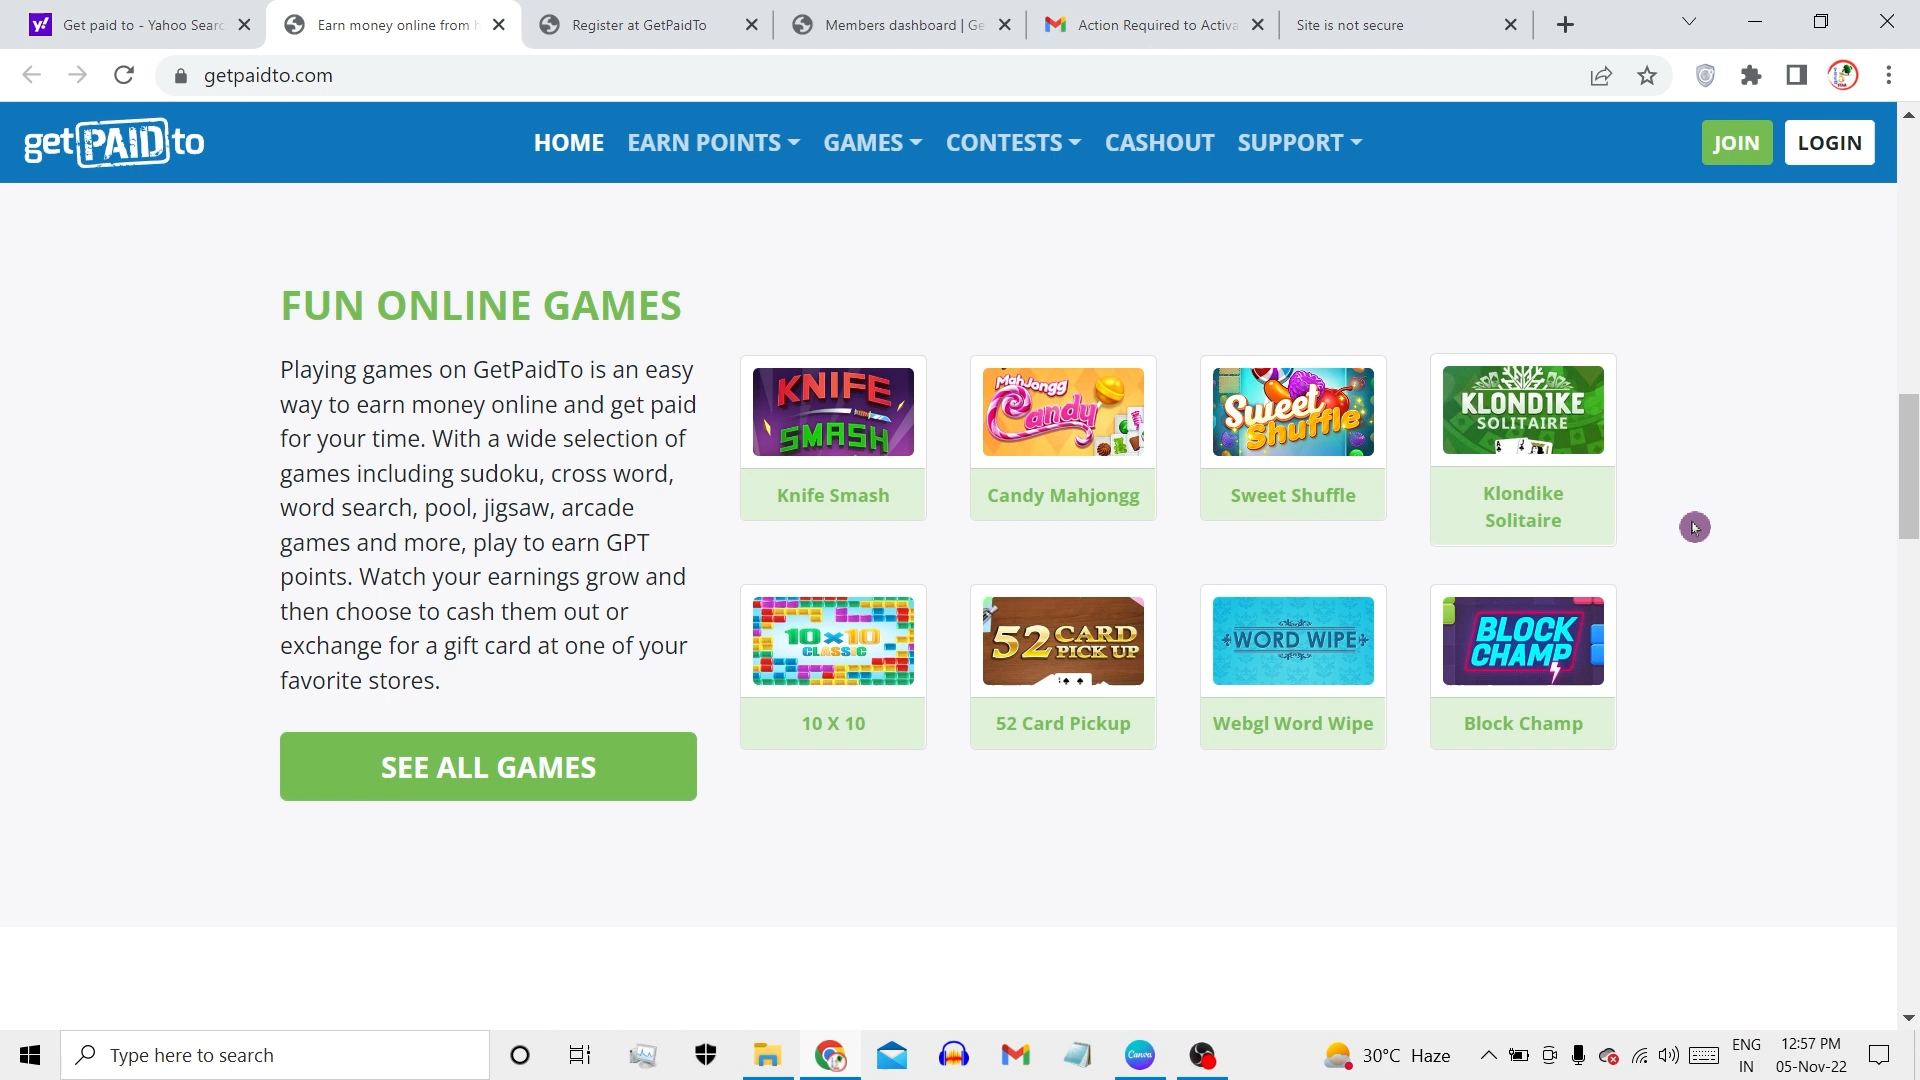 Get paid to - Yahoo Searc
Earn money online from h
Register at GetPaidTo
Members dashboard | Ge
Action Required to Activa
Site is not secure
getpaidto.com
get PAID to
HOME
EARN POINTS
GAMES
CONTESTS
CASHOUT
SUPPORT
JOIN
LOGIN
FUN ONLINE GAMES
Playing games on GetPaidTo is an easy
way to earn money online and get paid
for your time. With a wide selection of
games including sudoku, cross word,
word search, pool, jigsaw, arcade
games and more, play to earn GPT
points. Watch your earnings grow and
then choose to cash them out or
exchange for a gift card at one of your
favorite stores.
SEE ALL GAMES
KNIFE
SMASH
Knife Smash
MahJongg
Candy
Candy Mahjongg
Sweet
Shuffle
Sweet Shuffle
KLONDIKE
SOLITAIRE
Klondike
Solitaire
10x10
CLASSIC
10 X 10
52 CARD
PICK UP
52 Card Pickup
WORD WIPE
Webgl Word Wipe
BLOCK
CHAMP
Block Champ
Type here to search
Canva
30°C Haze
ENG
IN
12:57 PM
05-Nov-22